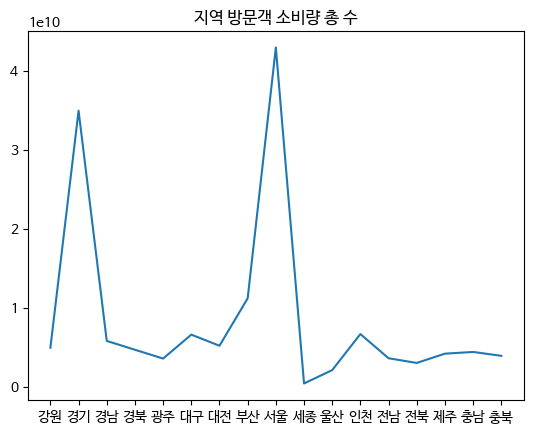 지역 방문객 소비량 총 수
1e10
4
3
2
1
0
강원 경기 경남 경북 광주 대구 대전 부산 서울 세종 울산 인천 전남 전북 제주 충남 충북